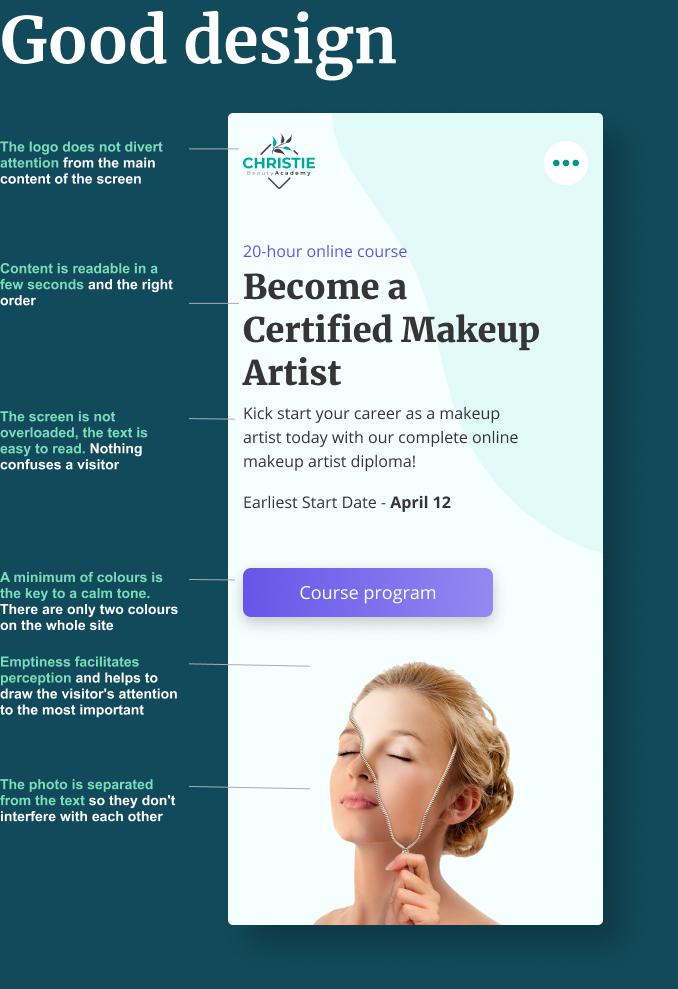 Good design
The logo does not divert
attention from the main
content of the screen
CHRISTIE
BeautyAcademy
Content is readable in a
few seconds and the right
order
20-hour online course
Become a
Certified Makeup
Artist
The screen is not
overloaded, the text is
easy to read. Nothing
confuses a visitor
Kick start your career as a makeup
artist today with our complete online
makeup artist diploma!
Earliest Start Date - April 12
A minimum of colours is
the key to a calm tone.
There are only two colours
on the whole site
Course program
Emptiness facilitates
perception and helps to
draw the visitor's attention
to the most important
The photo is separated
from the text so they don't
interfere with each other